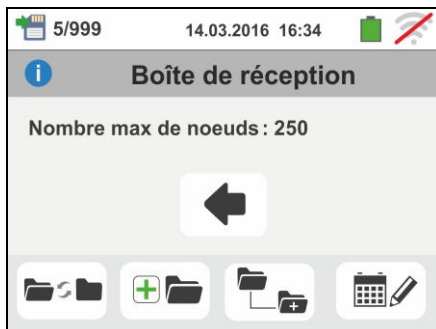 5/999 14.03.2016 16:34
Boîte de réception
Nombre max de noeuds : 250